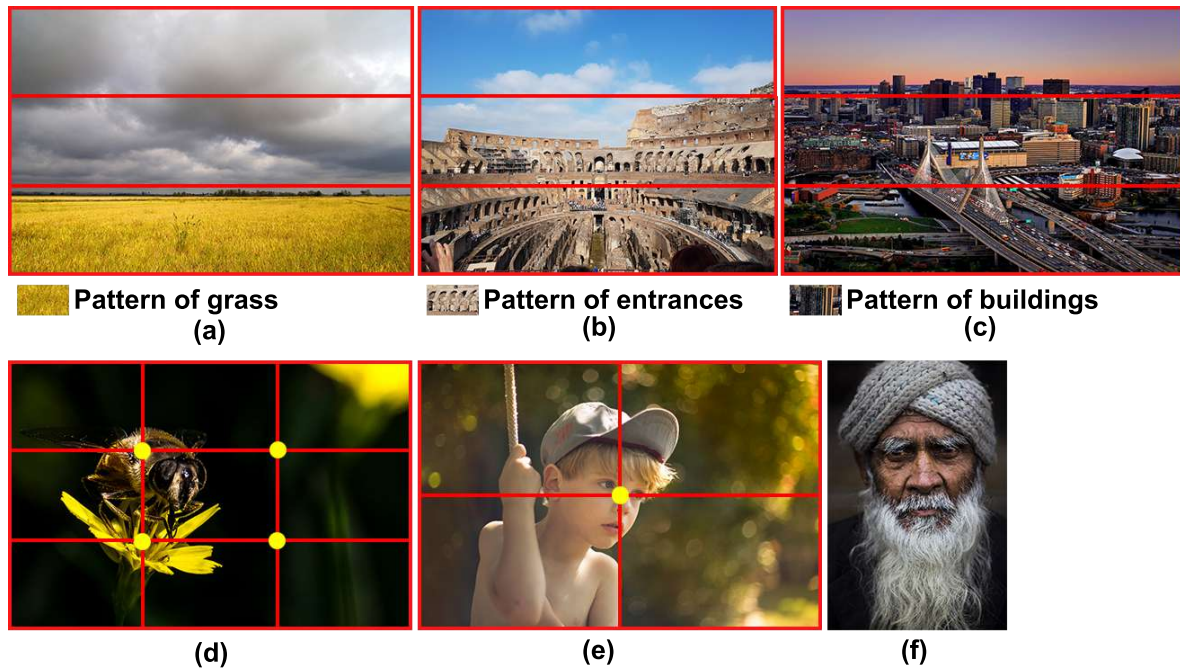 Pattern of grass
Pattern of entrances
Pattern of buildings
(a)
(b)
(c)
(d)
(e)
(f)